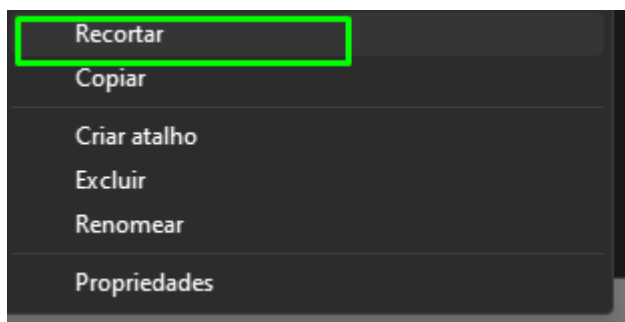 Recortar
Copiar
Criar atalho
Excluir
Renomear
Propriedades